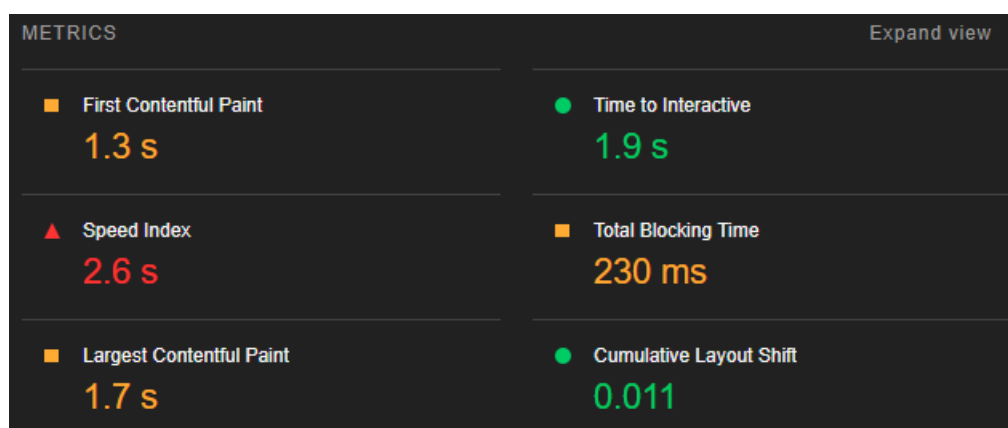 METRICS
Expand view
First Contentful Paint
1.3 s
Time to Interactive
1.9 s
Speed Index
2.6 s
Total Blocking Time
230 ms
Largest Contentful Paint
1.7 s
Cumulative Layout Shift
0.011